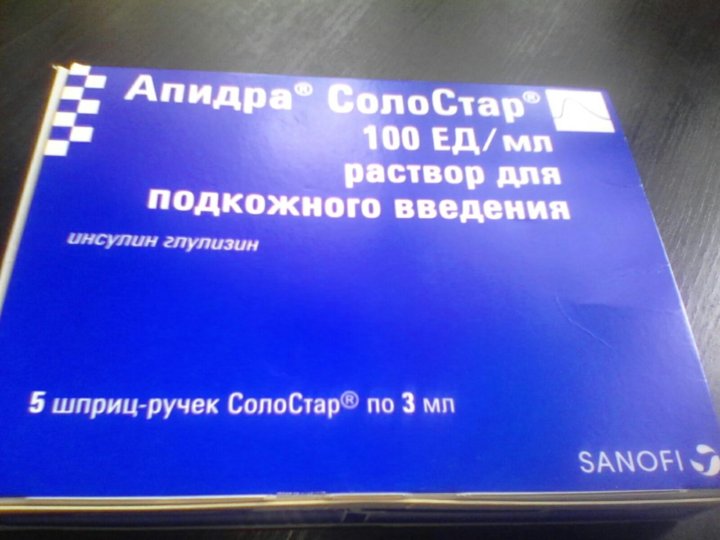 Апидра® СолоСтар®
100 ЕД/мл
раствор для
подкожного введения
инсулин глулизин
5 шприц-ручек СолоСтар® по 3 мл
SANOFI